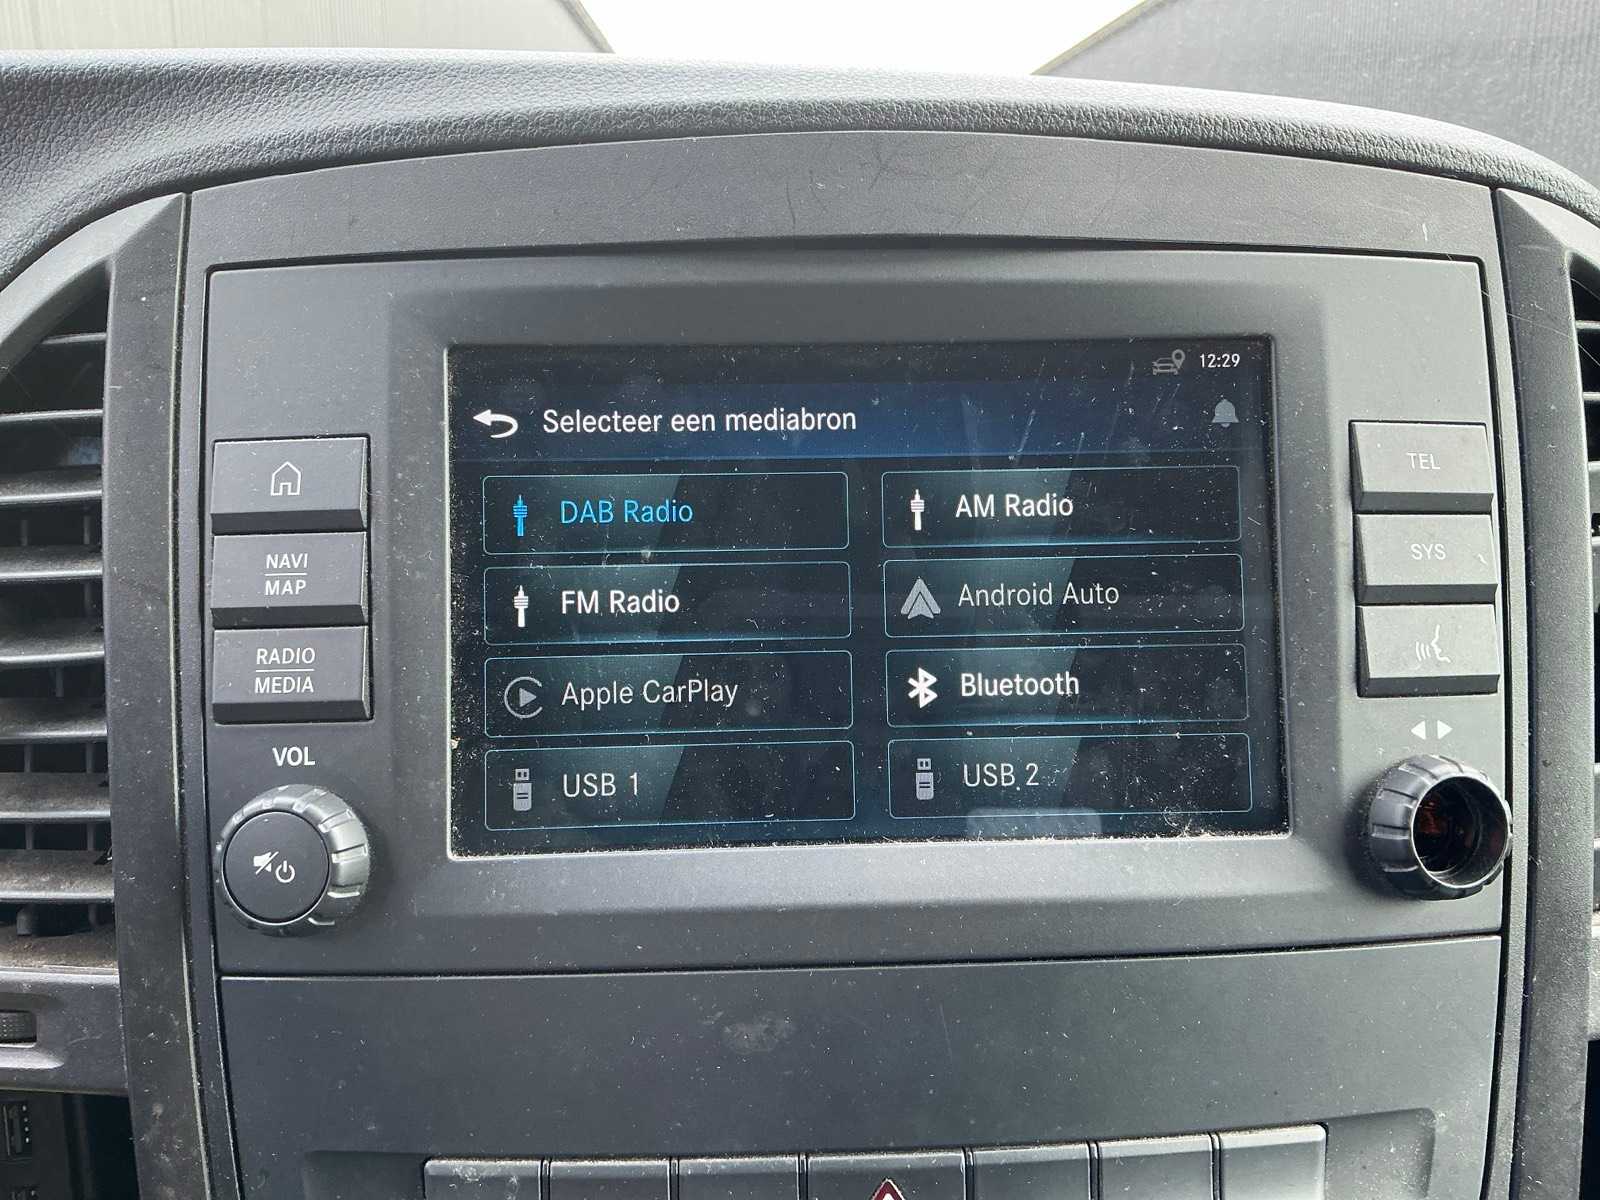 12:29
Selecteer een mediabron
DAB Radio
AM Radio
FM Radio
Android Auto
Apple CarPlay
Bluetooth
USB 1
USB 2
NAVI
MAP
RADIO
MEDIA
VOL
TEL
SYS